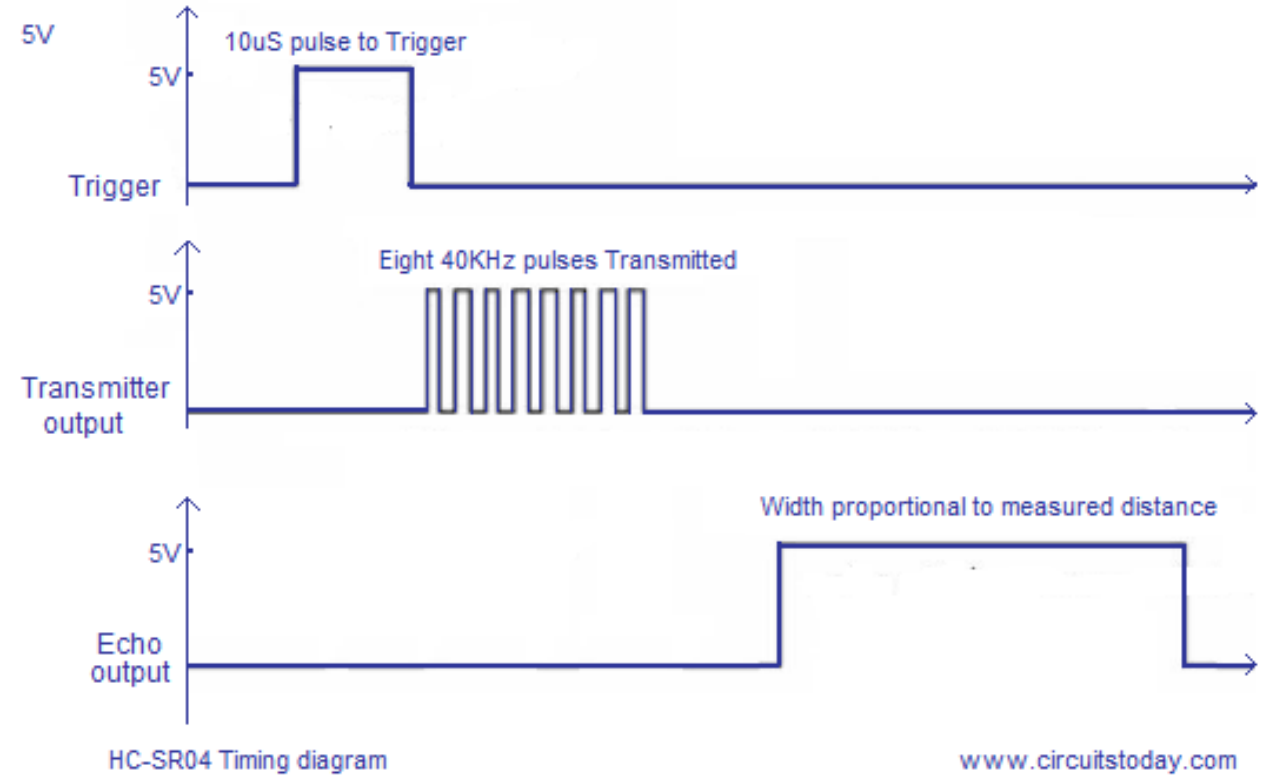 5V
10uS pulse to Trigger
5V
Trigger
Eight 40KHz pulses Transmitted
5V
Transmitter
output
Width proportional to measured distance
5V
Echo
output
HC-SR04 Timing diagram
www.circuitstoday.com